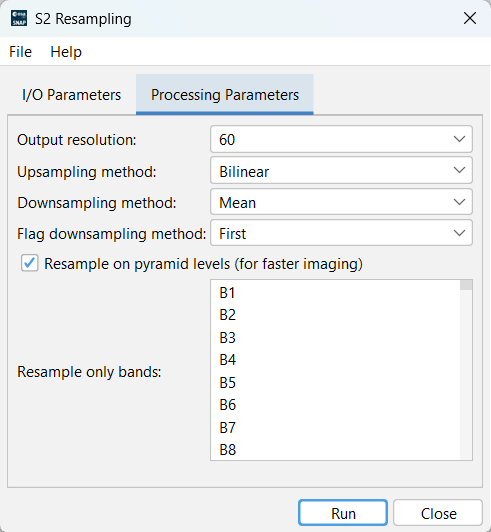 S2 Resampling
File Help
I/O Parameters Processing Parameters
Output resolution: 60
Upsampling method: Bilinear
Downsampling method: Mean
Flag downsampling method: First
Resample on pyramid levels (for faster imaging)
Resample only bands:
B1
B2
B3
B4
B5
B6
B7
B8
Run Close